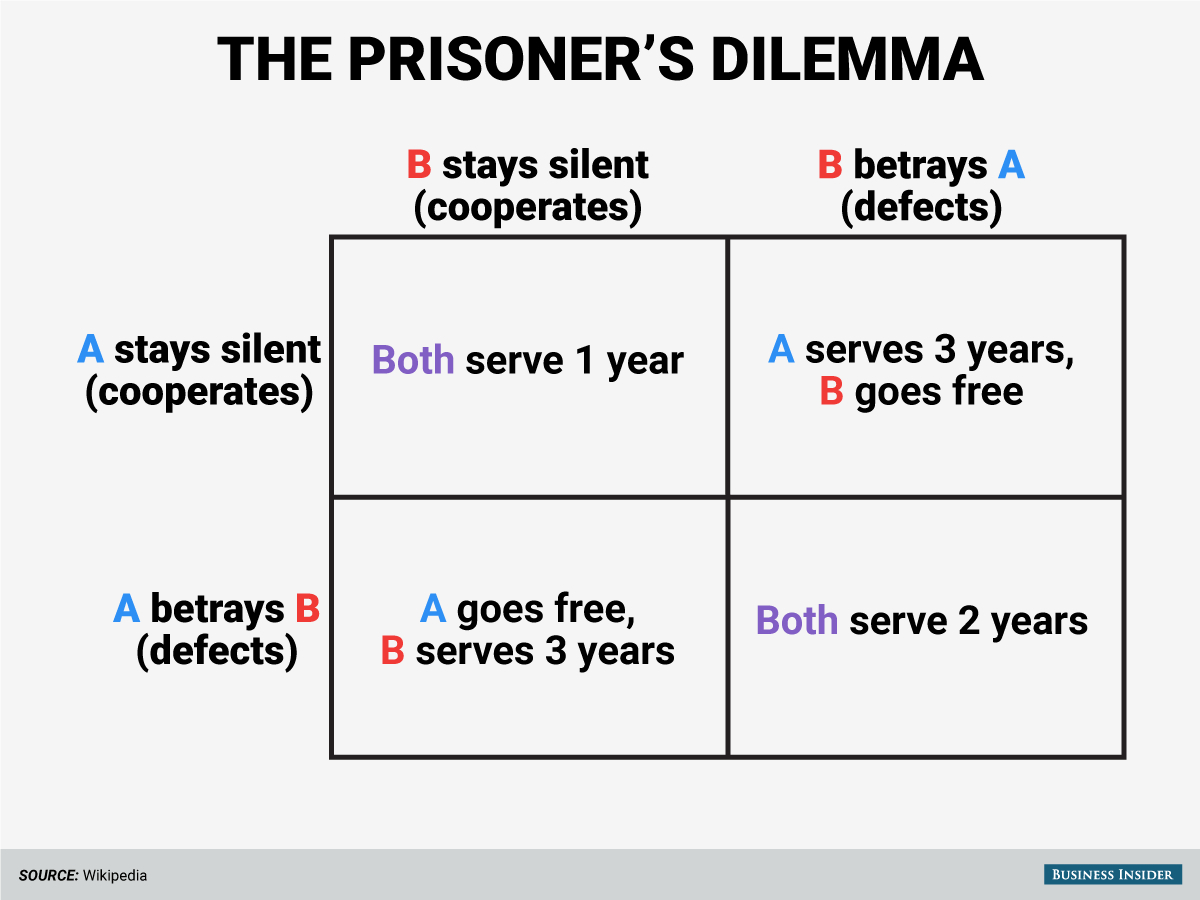 THE PRISONER’S DILEMMA
B stays silent
(cooperates)
B betrays A
(defects)
A stays silent
(cooperates)
Both serve 1 year
A serves 3 years,
B goes free
A betrays B
(defects)
A goes free,
B serves 3 years
Both serve 2 years
SOURCE: Wikipedia
BUSINESS INSIDER